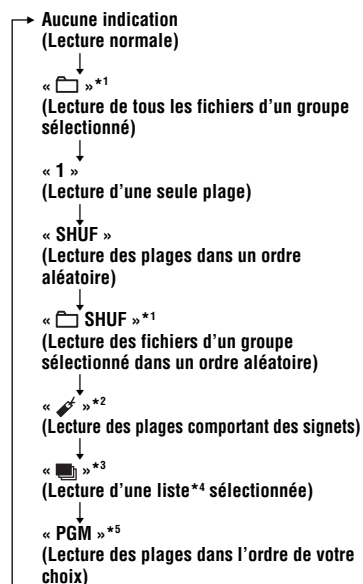 Aucune indication
(Lecture normale)
« »*1
(Lecture de tous les fichiers d'un groupe
sélectionné)
« 1 »
(Lecture d'une seule plage)
« SHUF »
(Lecture des plages dans un ordre
aléatoire)
« SHUF »*1
(Lecture des fichiers d'un groupe
sélectionné dans un ordre aléatoire)
« »*2
(Lecture des plages comportant des signets)
« »*3
(Lecture d'une liste*4 sélectionnée)
« PGM »*5
(Lecture des plages dans l'ordre de votre
choix)